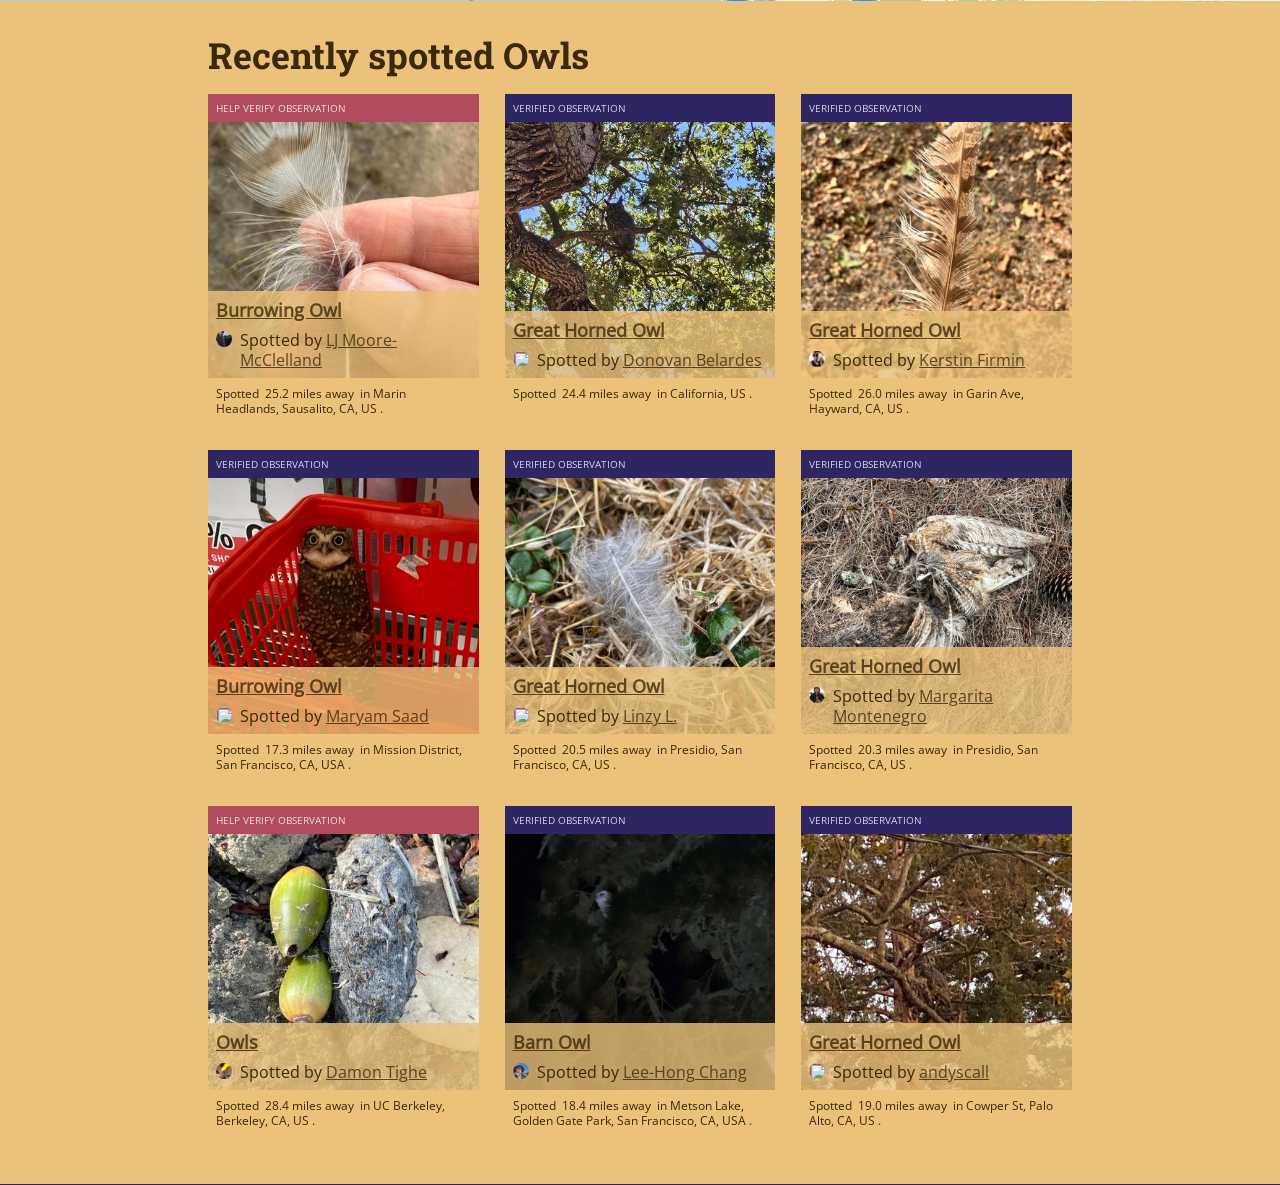 Recently spotted Owls
HELP VERIFY OBSERVATION
Burrowing Owl
Spotted by LJ Moore-
McClelland
Spotted 25.2 miles away in Marin
Headlands, Sausalito, CA, US .
VERIFIED OBSERVATION
Great Horned Owl
Spotted by Donovan Belardes
Spotted 24.4 miles away in California, US .
VERIFIED OBSERVATION
Great Horned Owl
Spotted by Kerstin Firmin
Spotted 26.0 miles away in Garin Ave,
Hayward, CA, US .
VERIFIED OBSERVATION
%
SHO
Burrowing Owl
Spotted by Maryam Saad
Spotted 17.3 miles away in Mission District,
San Francisco, CA, USA .
VERIFIED OBSERVATION
Great Horned Owl
Spotted by Linzy L.
Spotted 20.5 miles away in Presidio, San
Francisco, CA, US .
VERIFIED OBSERVATION
Great Horned Owl
Spotted by Margarita
Montenegro
Spotted 20.3 miles away in Presidio, San
Francisco, CA, US .
HELP VERIFY OBSERVATION
Owls
Spotted by Damon Tighe
Spotted 28.4 miles away in UC Berkeley,
Berkeley, CA, US .
VERIFIED OBSERVATION
Barn Owl
Spotted by Lee-Hong Chang
Spotted 18.4 miles away in Metson Lake,
Golden Gate Park, San Francisco, CA, USA .
VERIFIED OBSERVATION
Great Horned Owl
Spotted by andyscall
Spotted 19.0 miles away in Cowper St, Palo
Alto, CA, US .